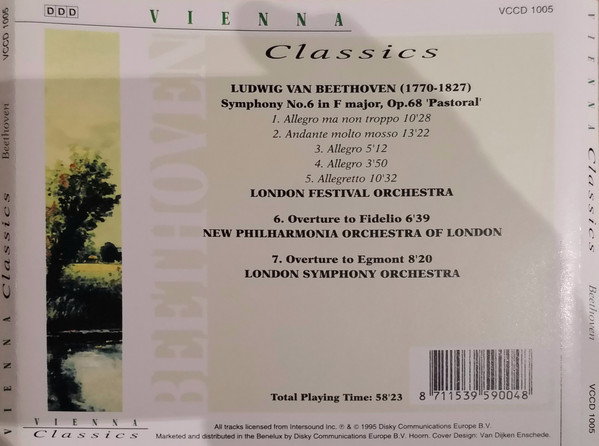 VCCD 1005
Beethoven
Classics
VIENNA
DDD
VIENNA
VCCD 1005
Classics
BEETHOVEN
LUDWIG VAN BEETHOVEN (1770-1827)
Symphony No.6 in F major, Op.68 'Pastoral'
1. Allegro ma non troppo 10'28
2. Andante molto mosso 13'22
3. Allegro 5'12
4. Allegro 3'50
5. Allegretto 10'32
LONDON FESTIVAL ORCHESTRA
6. Overture to Fidelio 6'39
NEW PHILHARMONIA ORCHESTRA OF LONDON
7. Overture to Egmont 8'20
LONDON SYMPHONY ORCHESTRA
Total Playing Time: 58'23
8 711539 590048
VIENNA
Classics
All tracks licensed from Intersound Inc. ℗ & © 1995 Disky Communications Europe B.V.
Marketed and distributed in the Benelux by Disky Communications Europe B.V. Hoorn. Cover Design: Van Dijken Enschede.
VIENNA
Classics
Beethoven
VCCD 1005